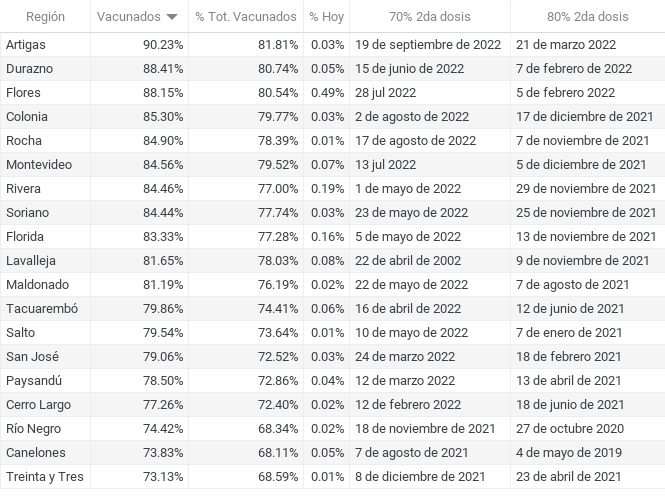 Región Vacunados % Tot. Vacunados % Hoy 70% 2da dosis 80% 2da dosis
Artigas 90.23% 81.81% 0.03% 19 de septiembre de 2022 21 de marzo 2022
Durazno 88.41% 80.74% 0.05% 15 de junio de 2022 7 de febrero de 2022
Flores 88.15% 80.54% 0.49% 28 jul 2022 5 de febrero 2022
Colonia 85.30% 79.77% 0.03% 2 de agosto de 2022 17 de diciembre de 2021
Rocha 84.90% 78.39% 0.01% 17 de agosto de 2022 7 de noviembre de 2021
Montevideo 84.56% 79.52% 0.07% 13 jul 2022 5 de diciembre de 2021
Rivera 84.46% 77.00% 0.19% 1 de mayo de 2022 29 de noviembre de 2021
Soriano 84.44% 77.74% 0.03% 23 de mayo de 2022 25 de noviembre de 2021
Florida 83.33% 77.28% 0.16% 5 de mayo de 2022 13 de noviembre de 2021
Lavalleja 81.65% 78.03% 0.08% 22 de abril de 2002 9 de noviembre de 2021
Maldonado 81.19% 76.19% 0.02% 22 de mayo de 2022 7 de agosto de 2021
Tacuarembó 79.86% 74.41% 0.06% 16 de abril de 2022 12 de junio de 2021
Salto 79.54% 73.64% 0.01% 10 de mayo de 2022 7 de enero de 2021
San José 79.06% 72.52% 0.03% 24 de marzo 2022 18 de febrero 2021
Paysandú 78.50% 72.86% 0.04% 12 de marzo 2022 13 de abril de 2021
Cerro Largo 77.26% 72.40% 0.02% 12 de febrero 2022 18 de junio de 2021
Río Negro 74.42% 68.34% 0.02% 18 de noviembre de 2021 27 de octubre 2020
Canelones 73.83% 68.11% 0.05% 7 de agosto de 2021 4 de mayo de 2019
Treinta y Tres 73.13% 68.59% 0.01% 8 de diciembre de 2021 23 de abril de 2021